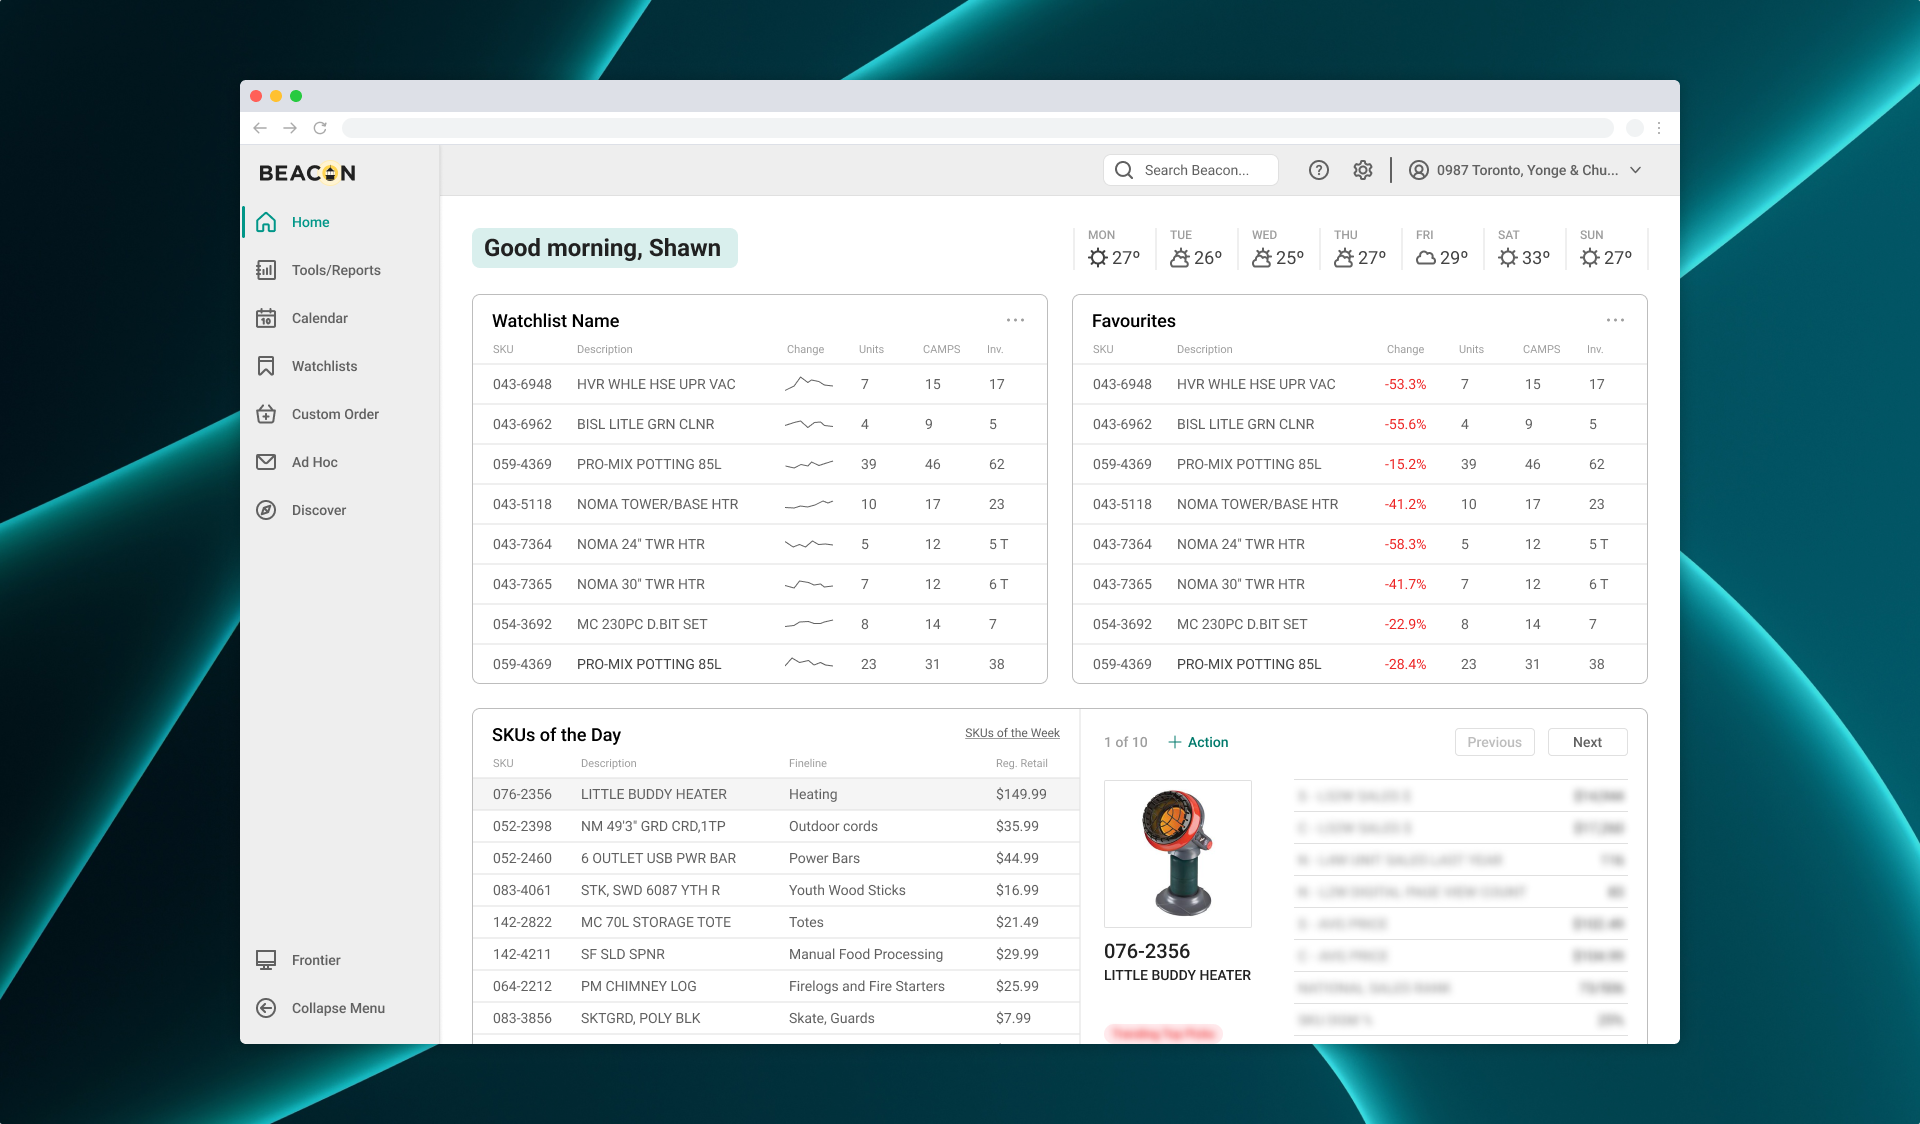 BEACON
Search Beacon...
0987 Toronto, Yonge & Chu...
Home
Tools/Reports
Calendar
10
Watchlists
Custom Order
Ad Hoc
Discover
Frontier
Collapse Menu
Good morning, Shawn
MON TUE WED THU FRI SAT SUN
27º 26º 25º 27º 29º 33º 27º
Watchlist Name
SKU Description Change Units CAMPS Inv.
043-6948 HVR WHLE HSE UPR VAC 7 15 17
043-6962 BISL LITLE GRN CLNR 4 9 5
059-4369 PRO-MIX POTTING 85L 39 46 62
043-5118 NOMA TOWER/BASE HTR 10 17 23
043-7364 NOMA 24" TWR HTR 5 12 5 T
043-7365 NOMA 30" TWR HTR 7 12 6 T
054-3692 MC 230PC D.BIT SET 8 14 7
059-4369 PRO-MIX POTTING 85L 23 31 38
Favourites
SKU Description Change Units CAMPS Inv.
043-6948 HVR WHLE HSE UPR VAC -53.3% 7 15 17
043-6962 BISL LITLE GRN CLNR -55.6% 4 9 5
059-4369 PRO-MIX POTTING 85L -15.2% 39 46 62
043-5118 NOMA TOWER/BASE HTR -41.2% 10 17 23
043-7364 NOMA 24" TWR HTR -58.3% 5 12 5 T
043-7365 NOMA 30" TWR HTR -41.7% 7 12 6 T
054-3692 MC 230PC D.BIT SET -22.9% 8 14 7
059-4369 PRO-MIX POTTING 85L -28.4% 23 31 38
SKUs of the Day SKUs of the Week
SKU Description Fineline Reg. Retail
076-2356 LITTLE BUDDY HEATER Heating $149.99
052-2398 NM 49'3" GRD CRD,1TP Outdoor cords $35.99
052-2460 6 OUTLET USB PWR BAR Power Bars $44.99
083-4061 STK, SWD 6087 YTH R Youth Wood Sticks $16.99
142-2822 MC 70L STORAGE TOTE Totes $21.49
142-4211 SF SLD SPNR Manual Food Processing $29.99
064-2212 PM CHIMNEY LOG Firelogs and Fire Starters $25.99
083-3856 SKTGRD, POLY BLK Skate, Guards $7.99
1 of 10 + Action Previous Next
076-2356
LITTLE BUDDY HEATER